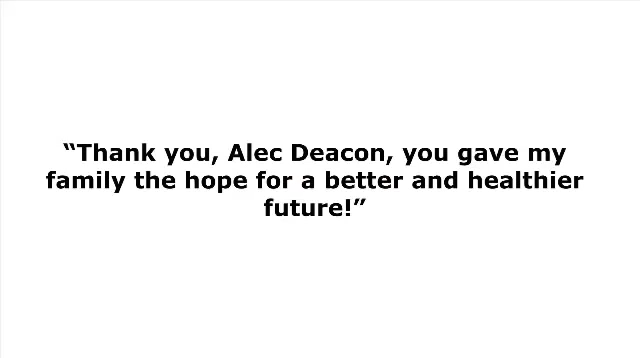 “Thank you, Alec Deacon, you gave my
family the hope for a better and healthier
future!”